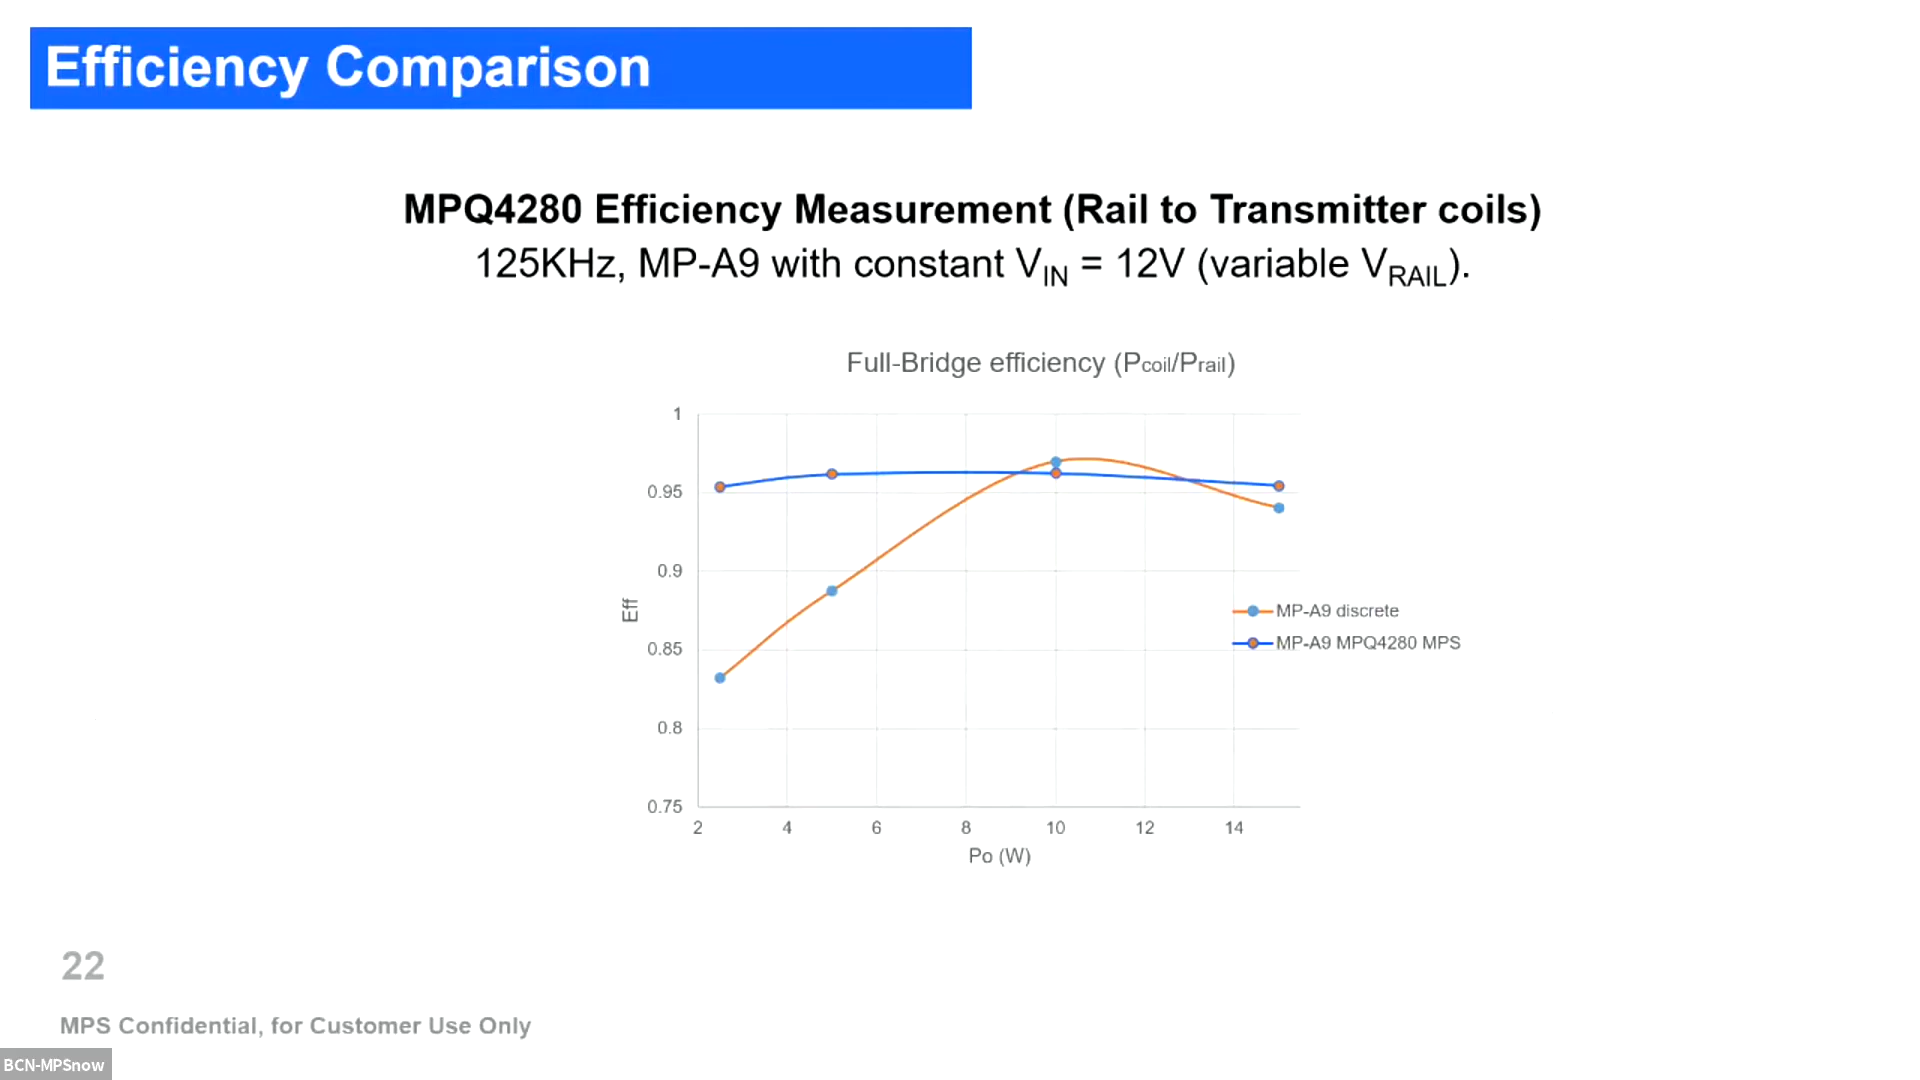 Efficiency Comparison
MPQ4280 Efficiency Measurement (Rail to Transmitter coils)
125KHz, MP-A9 with constant VIN = 12V (variable VRAIL).
Full-Bridge efficiency (Pcoil/Prail)
1
0.95
0.9
0.85
0.8
0.75
Eff
2 4 6 8 10 12 14
Po (W)
MP-A9 discrete
MP-A9 MPQ4280 MPS
22
MPS Confidential, for Customer Use Only
BCN-MPSnow